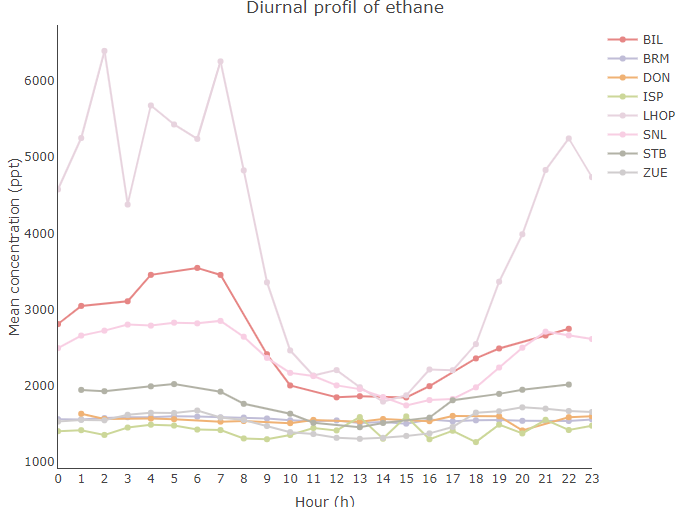 Diurnal profil of ethane
Mean concentration (ppt)
6000
5000
4000
3000
2000
1000
0 1 2 3 4 5 6 7 8 9 10 11 12 13 14 15 16 17 18 19 20 21 22 23
Hour (h)
BIL
BRM
DON
ISP
LHOP
SNL
STB
ZUE